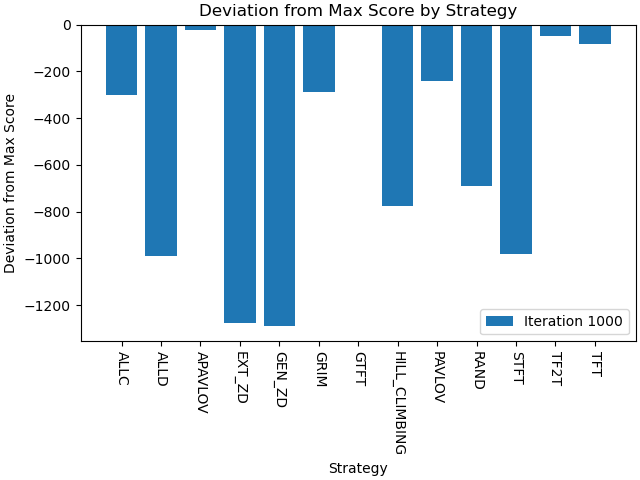 Deviation from Max Score by Strategy
Deviation from Max Score
0
−200
−400
−600
−800
−1000
−1200
Iteration 1000
ALLC
ALLD
APAVLOV
EXT_ZD
GEN_ZD
GRIM
GTFT
HILL_CLIMBING
PAVLOV
RAND
STFT
TF2T
TFT
Strategy